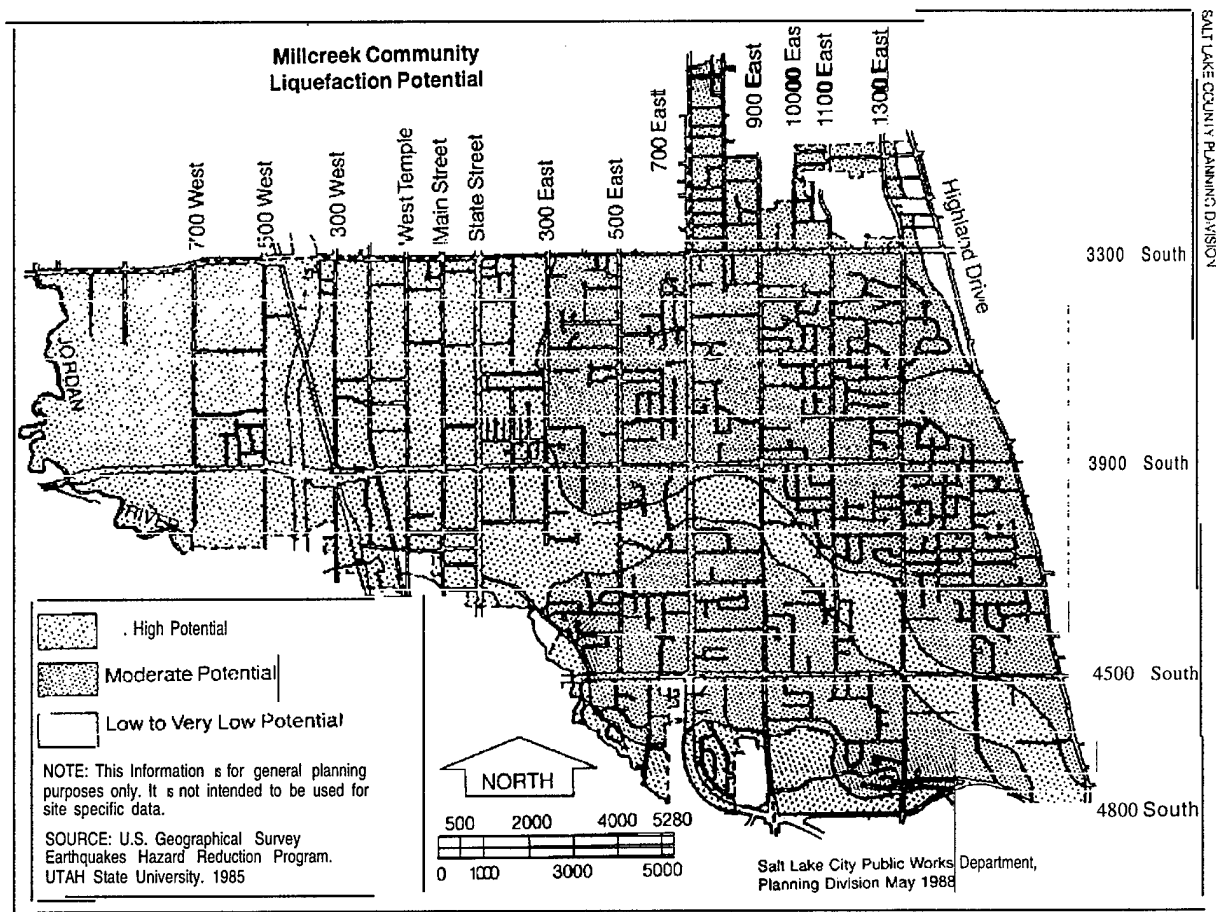 Millcreek Community
Liquefaction Potential
SALT LAKE COUNTY PLANNING DIVISION
700 West
500 West
300 West
West Temple
Main Street
State Street
300 East
500 East
700 Eastt
900 East
10000 Eas
1100 East
1300 East
Highland Drive
3300 South
JORDAN
RIVER
3900 South
4500 South
4800 South
. High Potential
Moderate Potential
Low to Very Low Potential
NOTE: This Information s for general planning
purposes only. It s not intended to be used for
site specific data.
SOURCE: U.S. Geographical Survey
Earthquakes Hazard Reduction Program.
UTAH State University. 1985
NORTH
500 2000 4000 5280
0 1000 3000 5000
Salt Lake City Public Works Department,
Planning Division May 1988